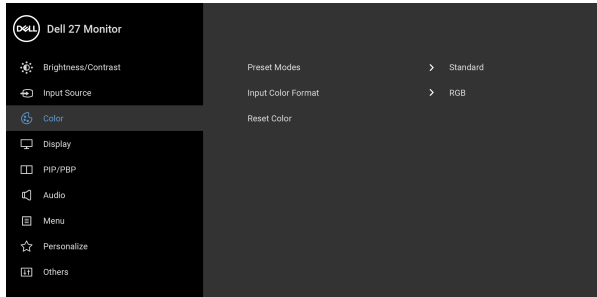 DELL Dell 27 Monitor
Brightness/Contrast
Input Source
Color
Display
PIP/PBP
Audio
Menu
Personalize
Others
Preset Modes > Standard
Input Color Format > RGB
Reset Color